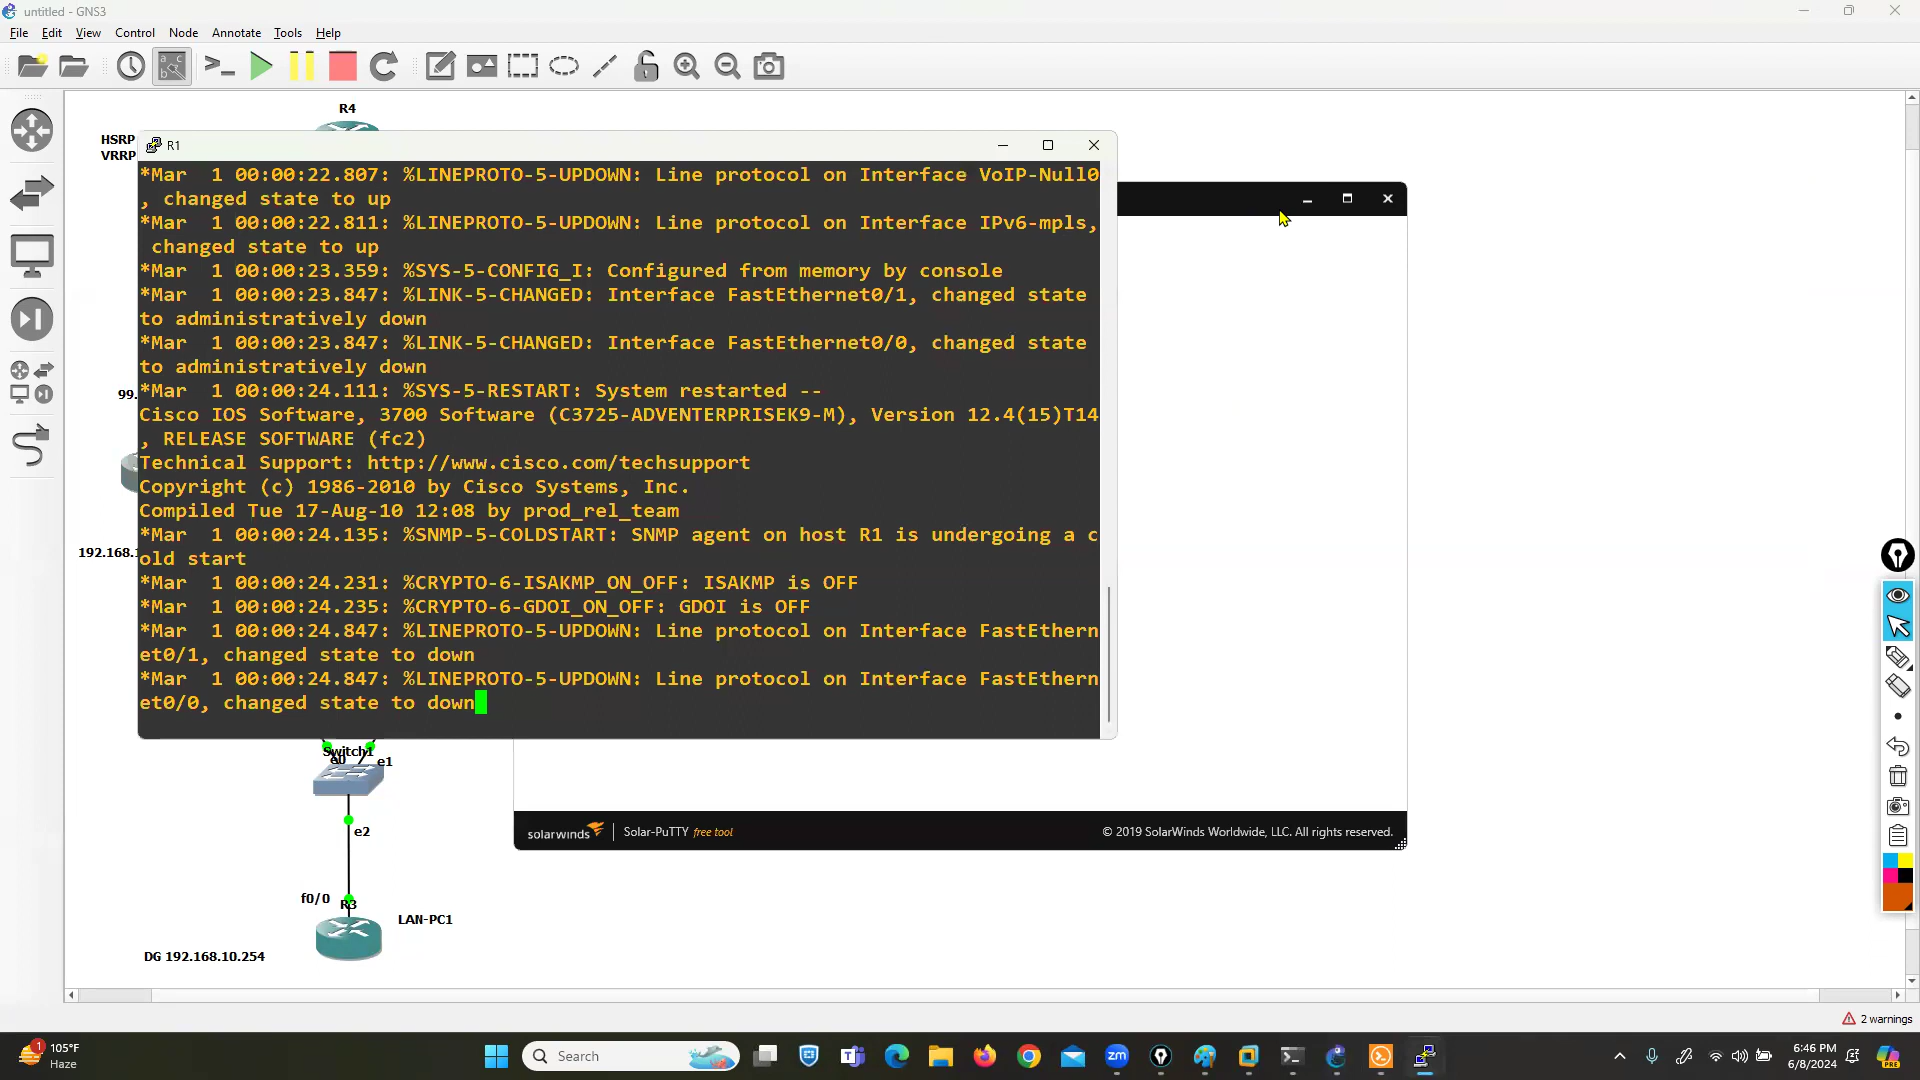 untitled - GNS3
File Edit View Control Node Annotate Tools Help
R4
HSRP
VRRP
R1
*Mar  1 00:00:22.807: %LINEPROTO-5-UPDOWN: Line protocol on Interface VoIP-Null0
, changed state to up
*Mar  1 00:00:22.811: %LINEPROTO-5-UPDOWN: Line protocol on Interface IPv6-mpls,
 changed state to up
*Mar  1 00:00:23.359: %SYS-5-CONFIG_I: Configured from memory by console
*Mar  1 00:00:23.847: %LINK-5-CHANGED: Interface FastEthernet0/1, changed state
to administratively down
*Mar  1 00:00:23.847: %LINK-5-CHANGED: Interface FastEthernet0/0, changed state
to administratively down
*Mar  1 00:00:24.111: %SYS-5-RESTART: System restarted --
Cisco IOS Software, 3700 Software (C3725-ADVENTERPRISEK9-M), Version 12.4(15)T14
, RELEASE SOFTWARE (fc2)
Technical Support: http://www.cisco.com/techsupport
Copyright (c) 1986-2010 by Cisco Systems, Inc.
Compiled Tue 17-Aug-10 12:08 by prod_rel_team
*Mar  1 00:00:24.135: %SNMP-5-COLDSTART: SNMP agent on host R1 is undergoing a c
old start
*Mar  1 00:00:24.231: %CRYPTO-6-ISAKMP_ON_OFF: ISAKMP is OFF
*Mar  1 00:00:24.235: %CRYPTO-6-GDOI_ON_OFF: GDOI is OFF
*Mar  1 00:00:24.847: %LINEPROTO-5-UPDOWN: Line protocol on Interface FastEthern
et0/1, changed state to down
*Mar  1 00:00:24.847: %LINEPROTO-5-UPDOWN: Line protocol on Interface FastEthern
et0/0, changed state to down
99.
192.168.1
Switch1
e0 e1
e2
f0/0 R3
LAN-PC1
DG 192.168.10.254
solarwinds Solar-PuTTY free tool
© 2019 SolarWinds Worldwide, LLC. All rights reserved.
2 warnings
1
105°F
Haze
Search
zm
6:46 PM
6/8/2024
PRE